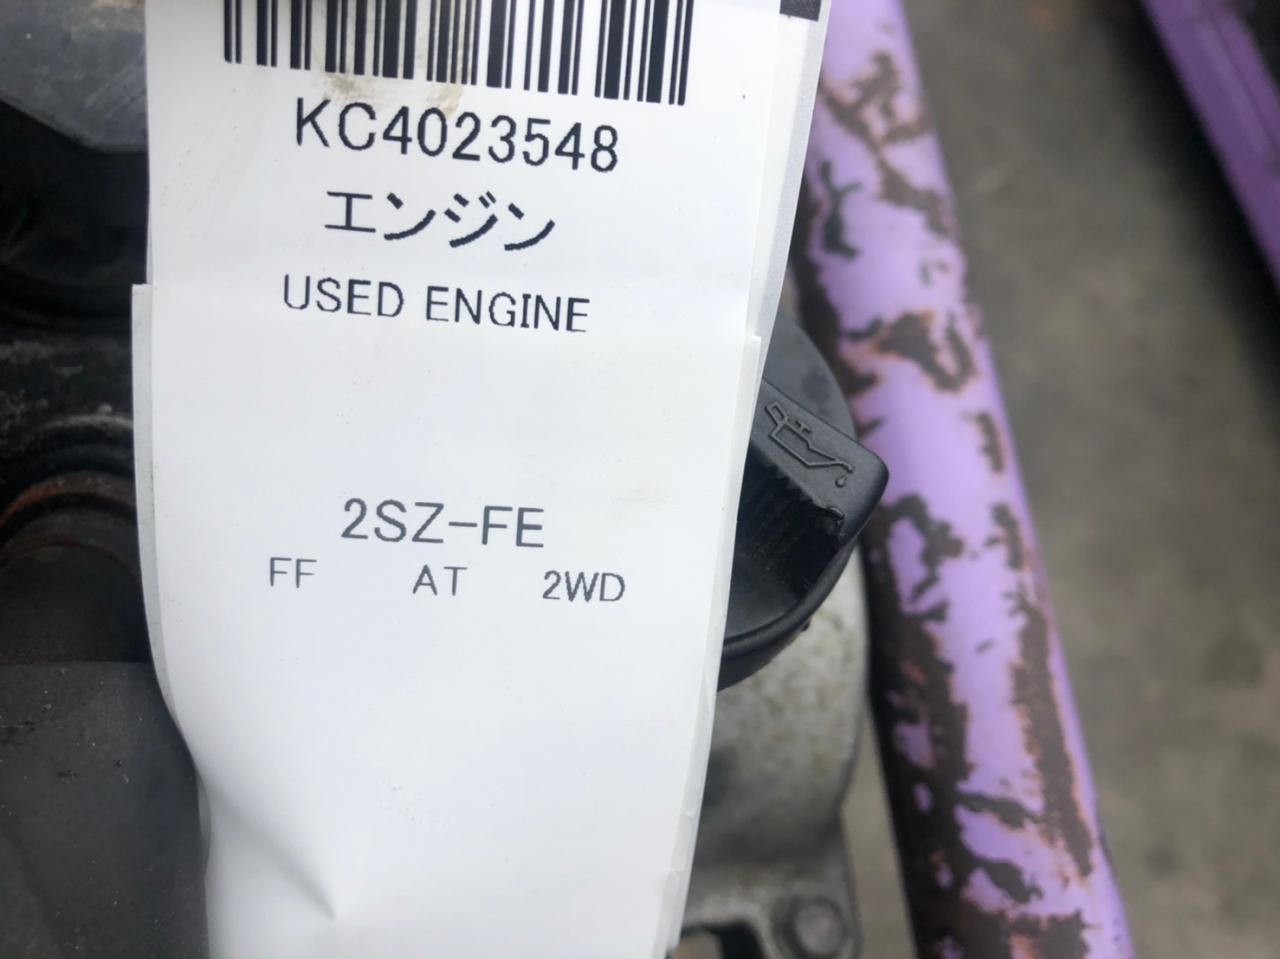 KC4023548
エンジン
USED ENGINE
2SZ-FE
FF AT 2WD